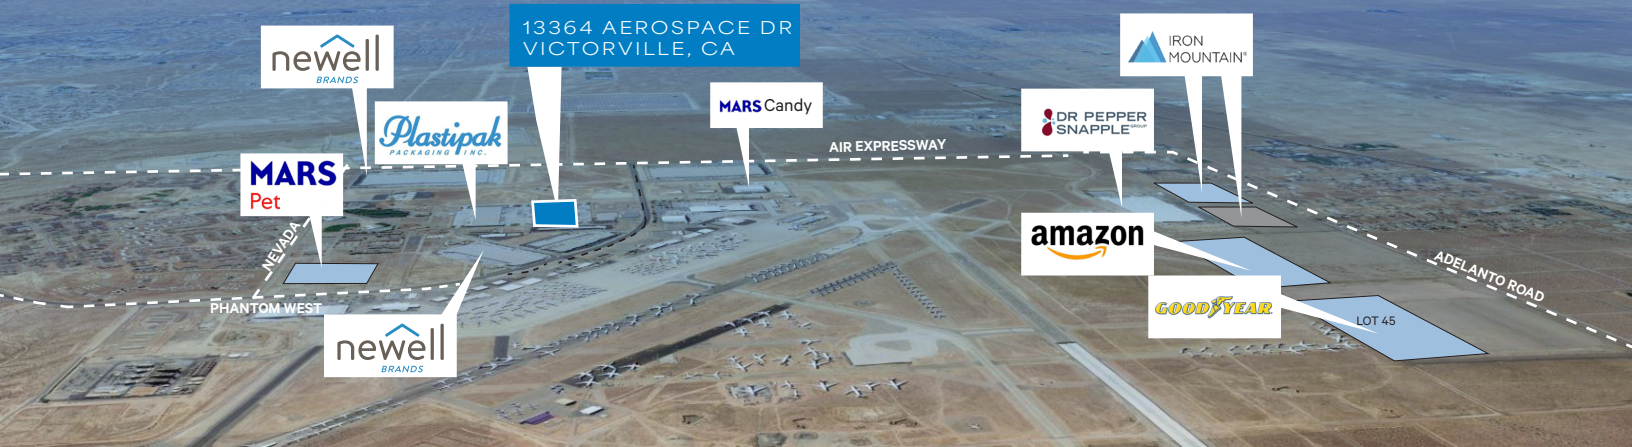 newell
BRANDS
13364 AEROSPACE DR
VICTORVILLE, CA
IRON
MOUNTAIN®
MARS Candy
Plastipak
PACKAGING INC.
DR PEPPER
SNAPPLE GROUP
AIR EXPRESSWAY
MARS
Pet
NEVADA
amazon
ADELANTO ROAD
PHANTOM WEST
GOODYEAR
LOT 45
newell
BRANDS